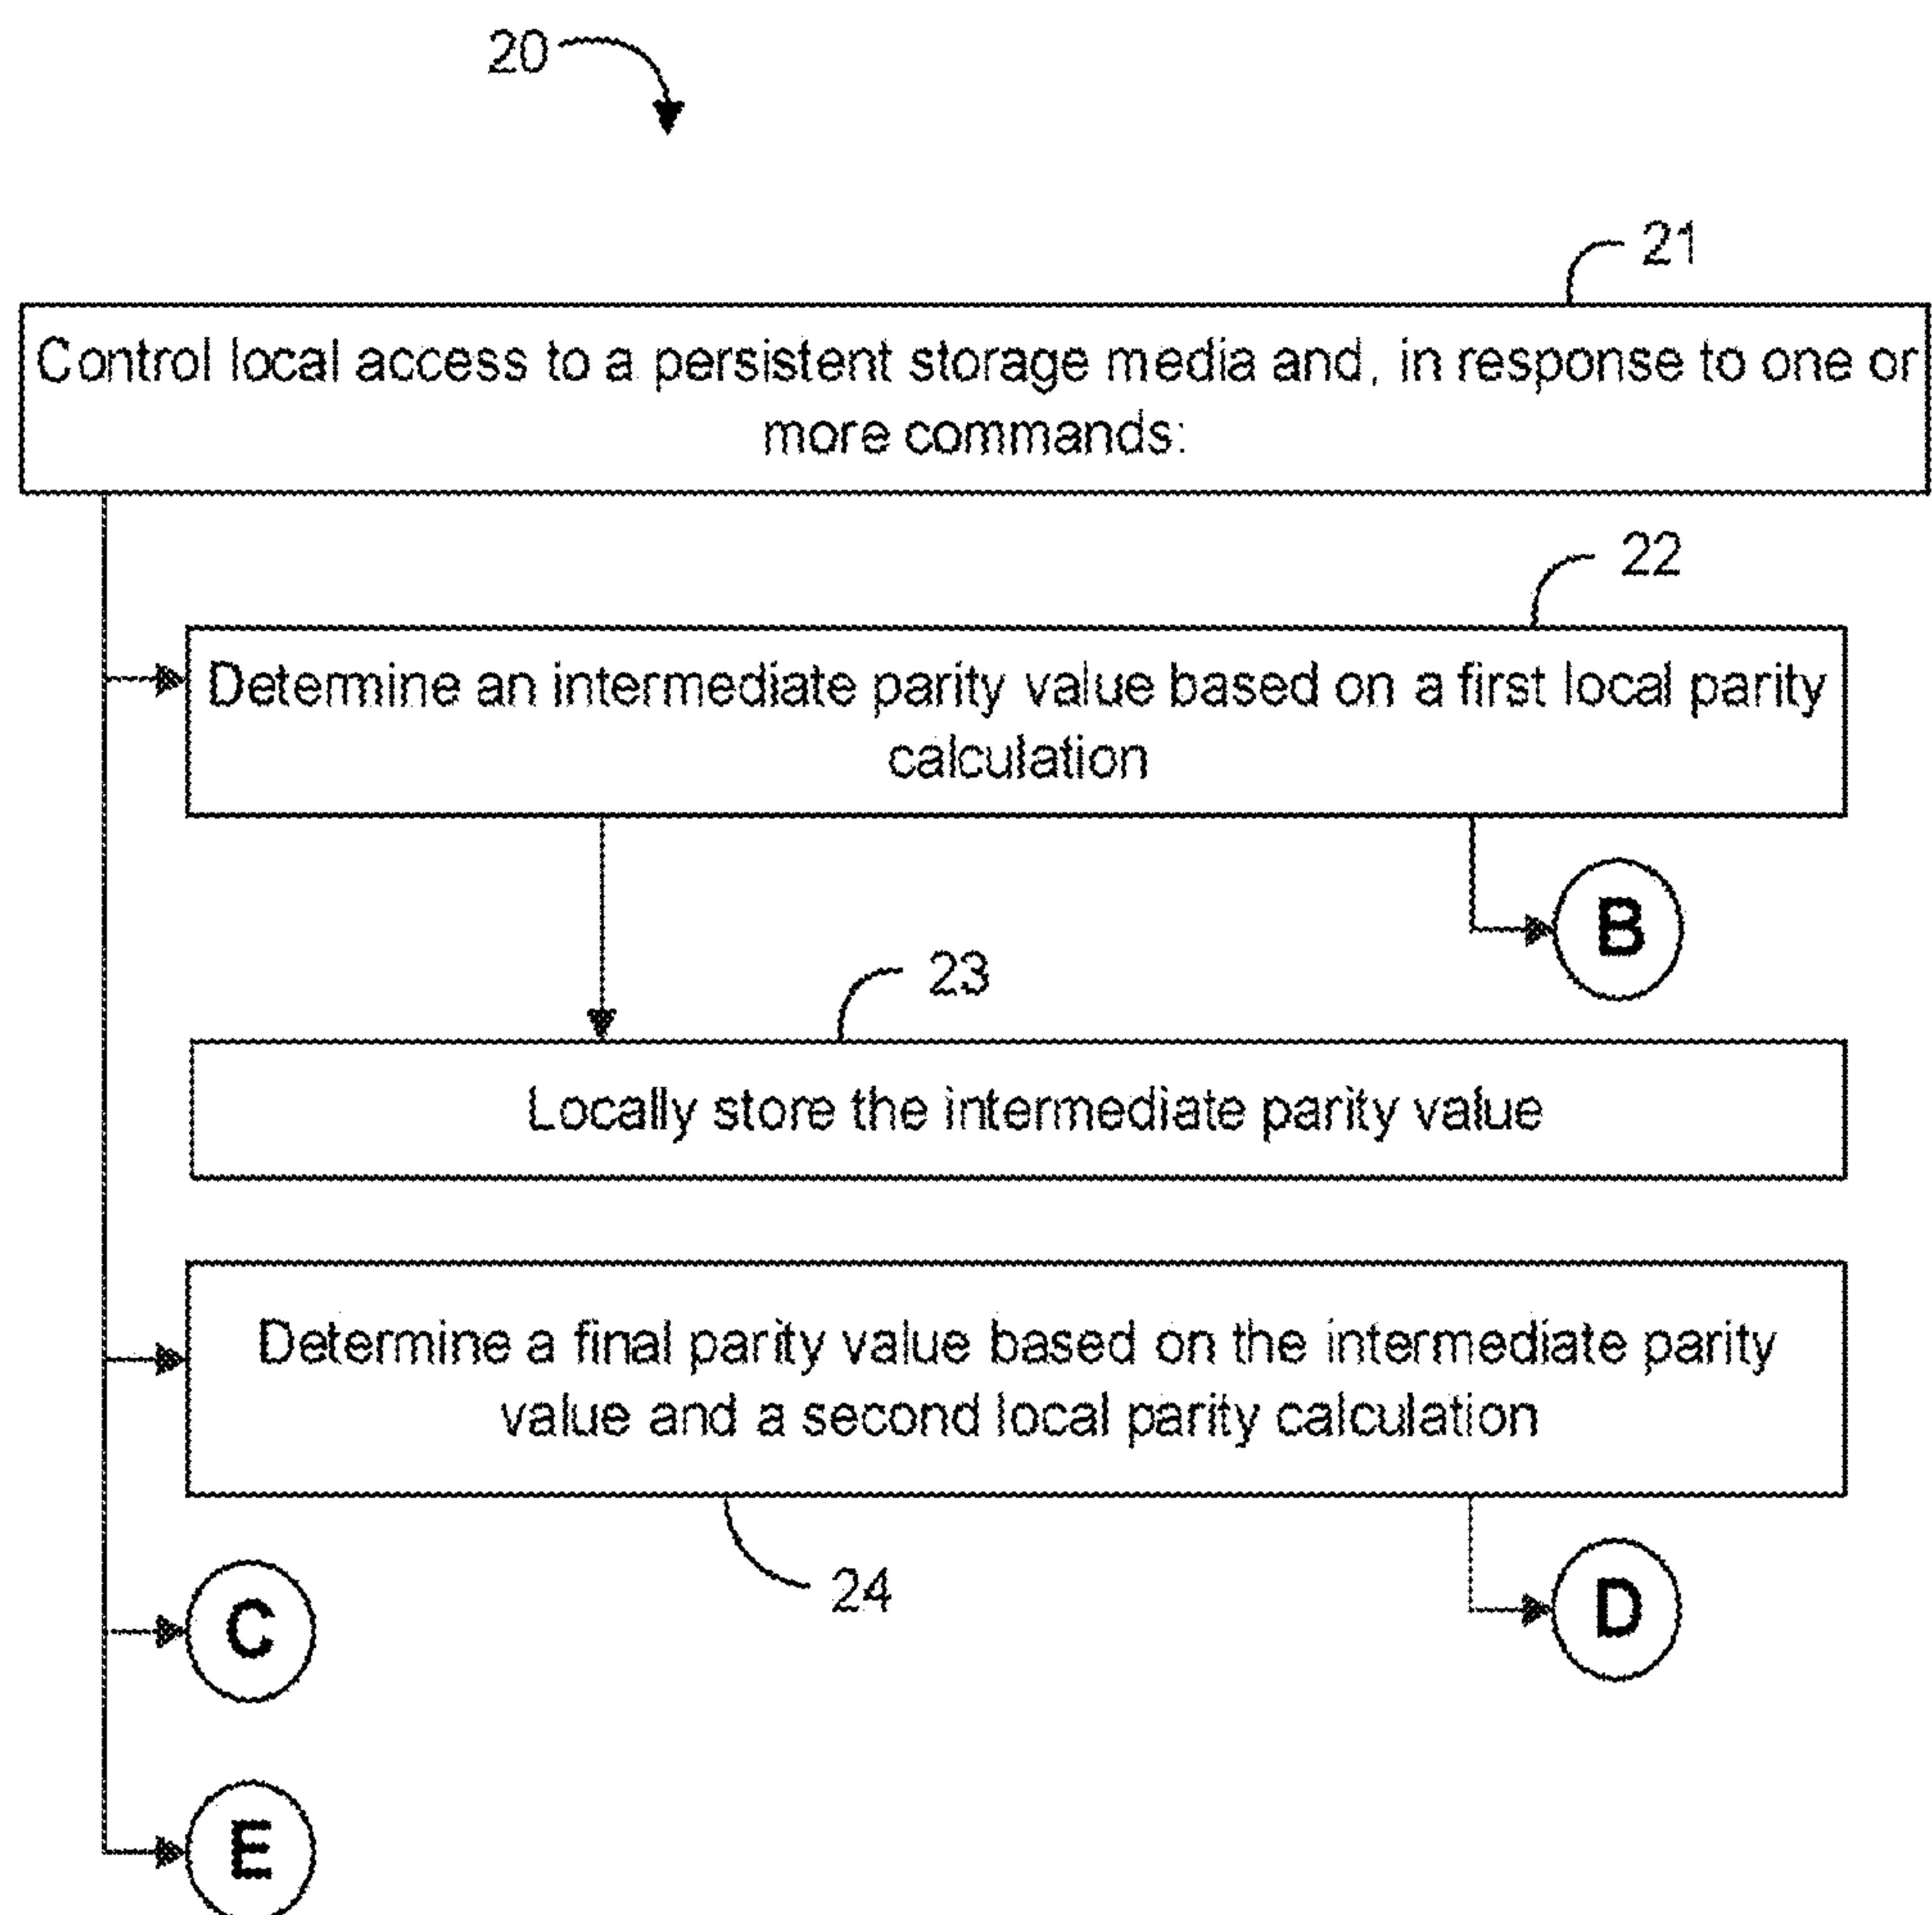 20
21
Control local access to a persistent storage media and, in response to one or
more commands:
22
Determine an intermediate parity value based on a first local parity
calculation
B
23
Locally store the intermediate parity value
Determine a final parity value based on the intermediate parity
value and a second local parity calculation
24
D
C
E